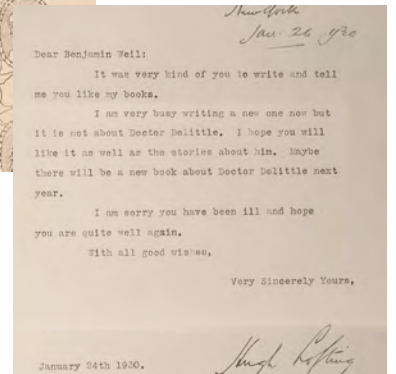 New York
Jan. 26 1930
Dear Benjamin Weil:
It was very kind of you to write and tell
me you like my books.
I am very busy writing a new one now but
it is not about Doctor Dolittle. I hope you will
like it as well as the stories about him. Maybe
there will be a new book about Doctor Dolittle next
year.
I am sorry you have been ill and hope
you are quite well again.
With all good wishes,
Very Sincerely Yours,
Hugh Lofting
January 24th 1930.